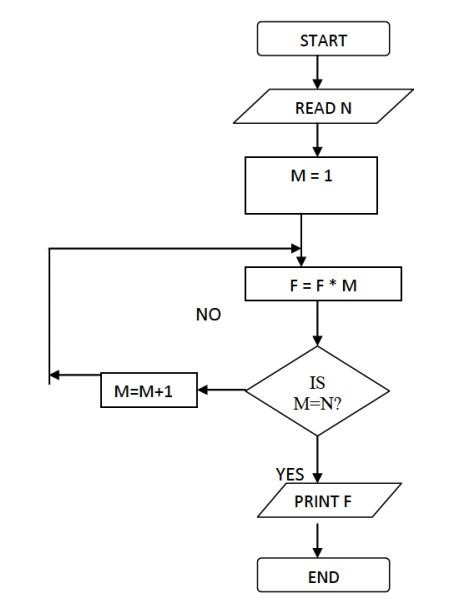 START
READ N
M = 1
F = F * M
NO
IS
M=N?
M=M+1
YES
PRINT F
END